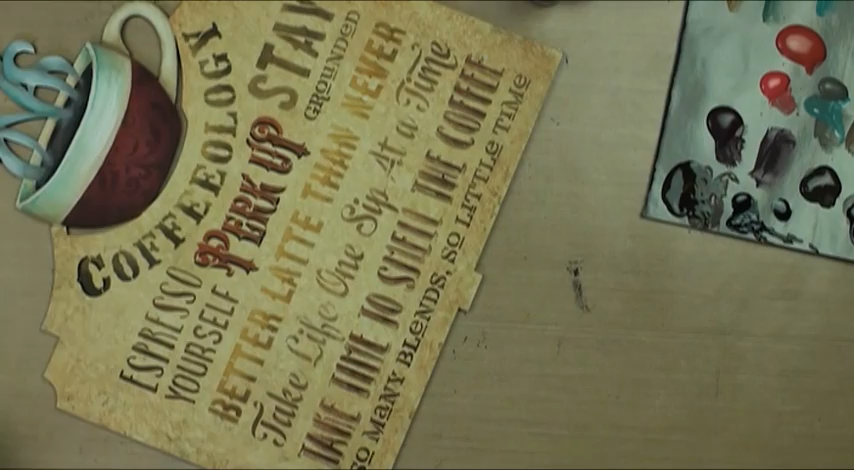 COFFEEOLOGY
ESPRESSO YOURSELF
PERK UP
STAY GROUNDED
BETTER LATTE THAN NEVER
Take Life One Sip At a Time
TAKE TIME TO SMELL THE COFFEE
SO MANY BLENDS, SO LITTLE TIME